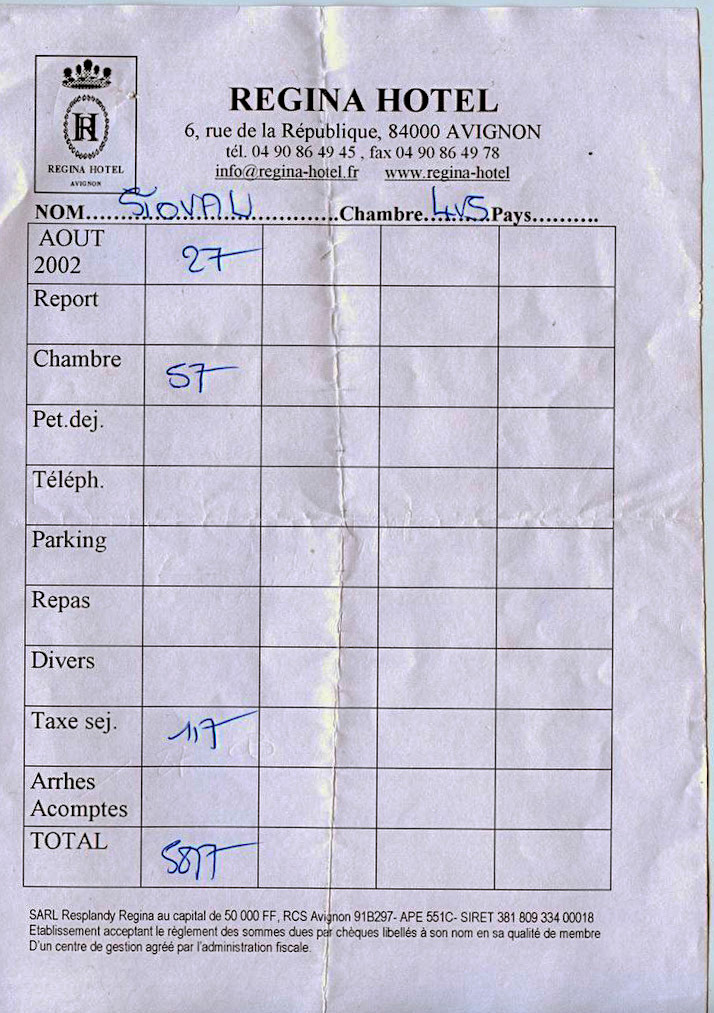 REGINA HOTEL
AVIGNON
REGINA HOTEL
6, rue de la République, 84000 AVIGNON
tél. 04 90 86 49 45 , fax 04 90 86 49 78
info@regina-hotel.fr www.regina-hotel
NOM..............................Chambre..........Pays..........
AOUT
2002 27
Report
Chambre 57
Pet.dej.
Téléph.
Parking
Repas
Divers
Taxe sej. 1,17
Arrhes
Acomptes
TOTAL 58,17
SARL Resplandy Regina au capital de 50 000 FF, RCS Avignon 91B297- APE 551C- SIRET 381 809 334 00018
Etablissement acceptant le réglement des sommes dues par chèques libellés à son nom en sa qualité de membre
D'un centre de gestion agréé par l'administration fiscale.